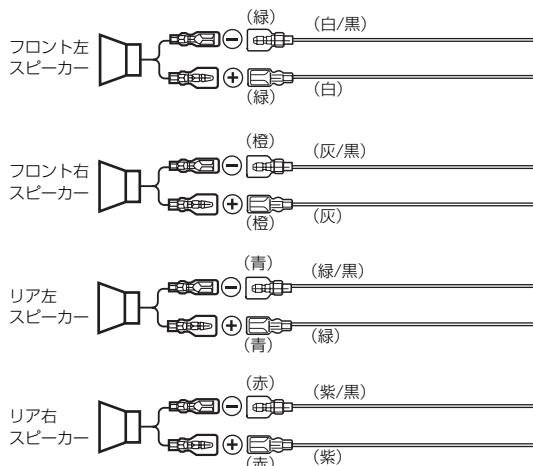 (緑)
(白/黒)
フロント左
スピーカー
(緑)
(白)
(橙)
(灰/黒)
フロント右
スピーカー
(橙)
(灰)
(青)
(緑/黒)
リア左
スピーカー
(青)
(緑)
(赤)
(紫/黒)
リア右
スピーカー
(赤)
(紫)